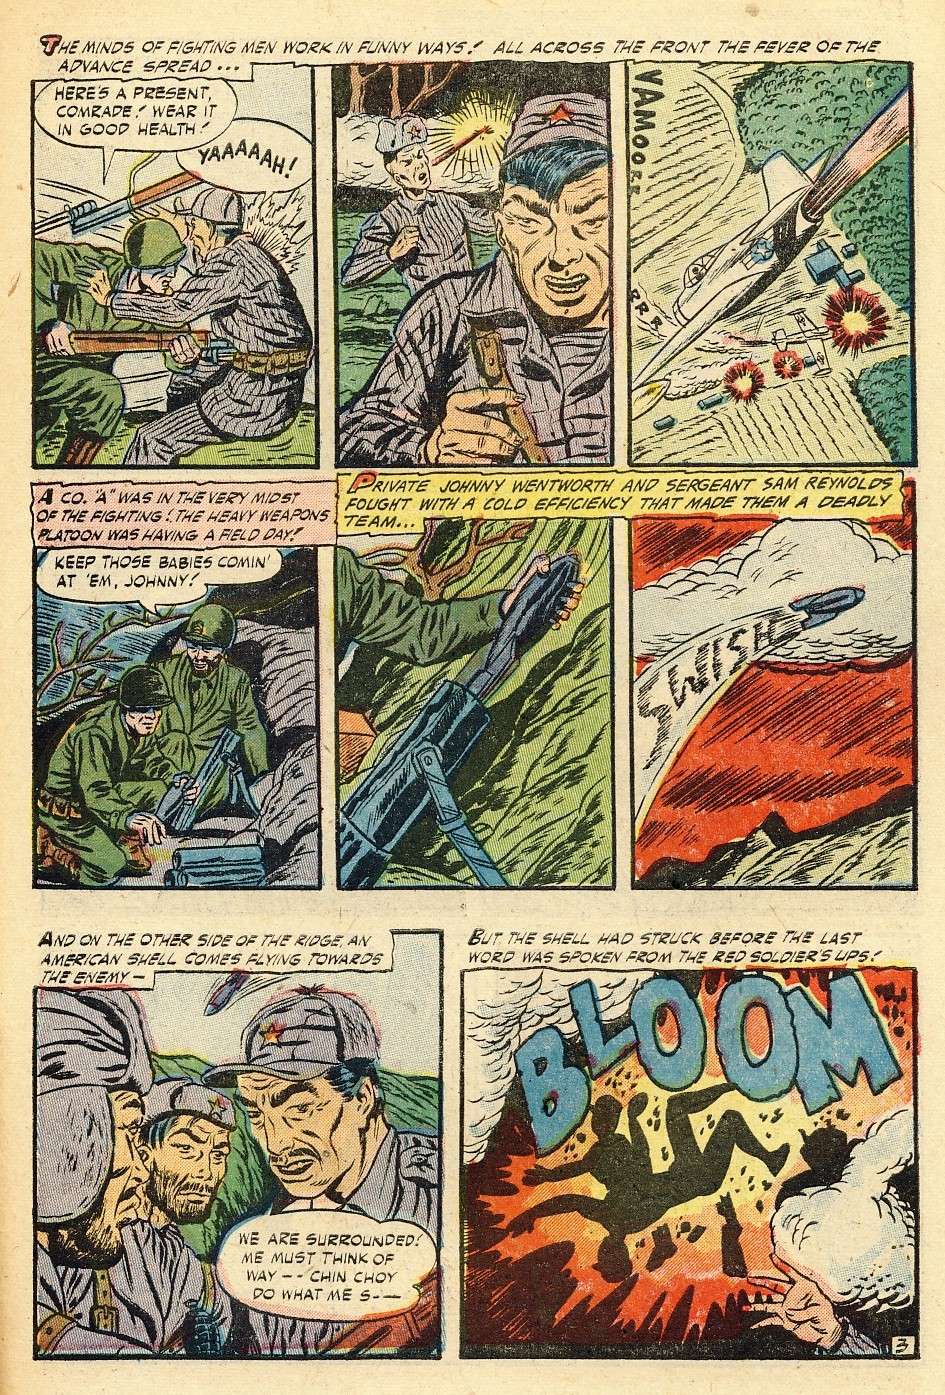 THE MINDS OF FIGHTING MEN WORK IN FUNNY WAYS! ALL ACROSS THE FRONT THE FEVER OF THE
ADVANCE SPREAD...
HERE'S A PRESENT,
COMRADE! WEAR IT
IN GOOD HEALTH!
YAAAAAH!
VAMOORR
RRR
A CO. "A" WAS IN THE VERY MIDST
OF THE FIGHTING! THE HEAVY WEAPONS
PLATOON WAS HAVING A FIELD DAY!
KEEP THOSE BABIES COMIN'
AT 'EM, JOHNNY!
PRIVATE JOHNNY WENTWORTH AND SERGEANT SAM REYNOLDS
FOUGHT WITH A COLD EFFICIENCY THAT MADE THEM A DEADLY
TEAM...
SWISH
AND ON THE OTHER SIDE OF THE RIDGE, AN
AMERICAN SHELL COMES FLYING TOWARDS
THE ENEMY—
WE ARE SURROUNDED!
ME MUST THINK OF
WAY -- CHIN CHOY
DO WHAT ME S--
BUT THE SHELL HAD STRUCK BEFORE THE LAST
WORD WAS SPOKEN FROM THE RED SOLDIER'S LIPS!
BLOOM
3